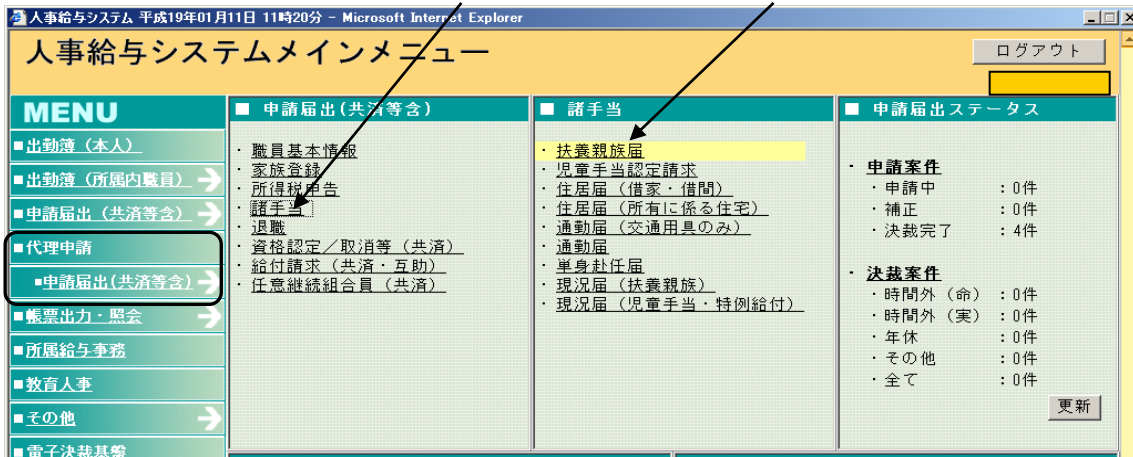 人事給与システム 平成19年01月11日 11時20分 - Microsoft Internet Explorer
人事給与システムメインメニュー
ログアウト
MENU
■出勤簿（本人）
■出勤簿（所属内職員）
■申請届出（共済等含）
■代理申請
■申請届出(共済等含)
■帳票出力・照会
■所属給与事務
■教育人事
■その他
■電子決裁基盤
■ 申請届出(共済等含)
・職員基本情報
・家族登録
・所得税申告
・諸手当
・退職
・資格認定／取消等（共済）
・給付請求（共済・互助）
・任意継続組合員（共済）
■ 諸手当
・扶養親族届
・児童手当認定請求
・住居届（借家・借間）
・住居届（所有に係る住宅）
・通勤届（交通用具のみ）
・通勤届
・単身赴任届
・現況届（扶養親族）
・現況届（児童手当・特例給付）
■ 申請届出ステータス
・申請案件
・申請中 ：0件
・補正 ：0件
・決裁完了 ：4件
・決裁案件
・時間外（命） ：0件
・時間外（実） ：0件
・年休 ：0件
・その他 ：0件
・全て ：0件
更新